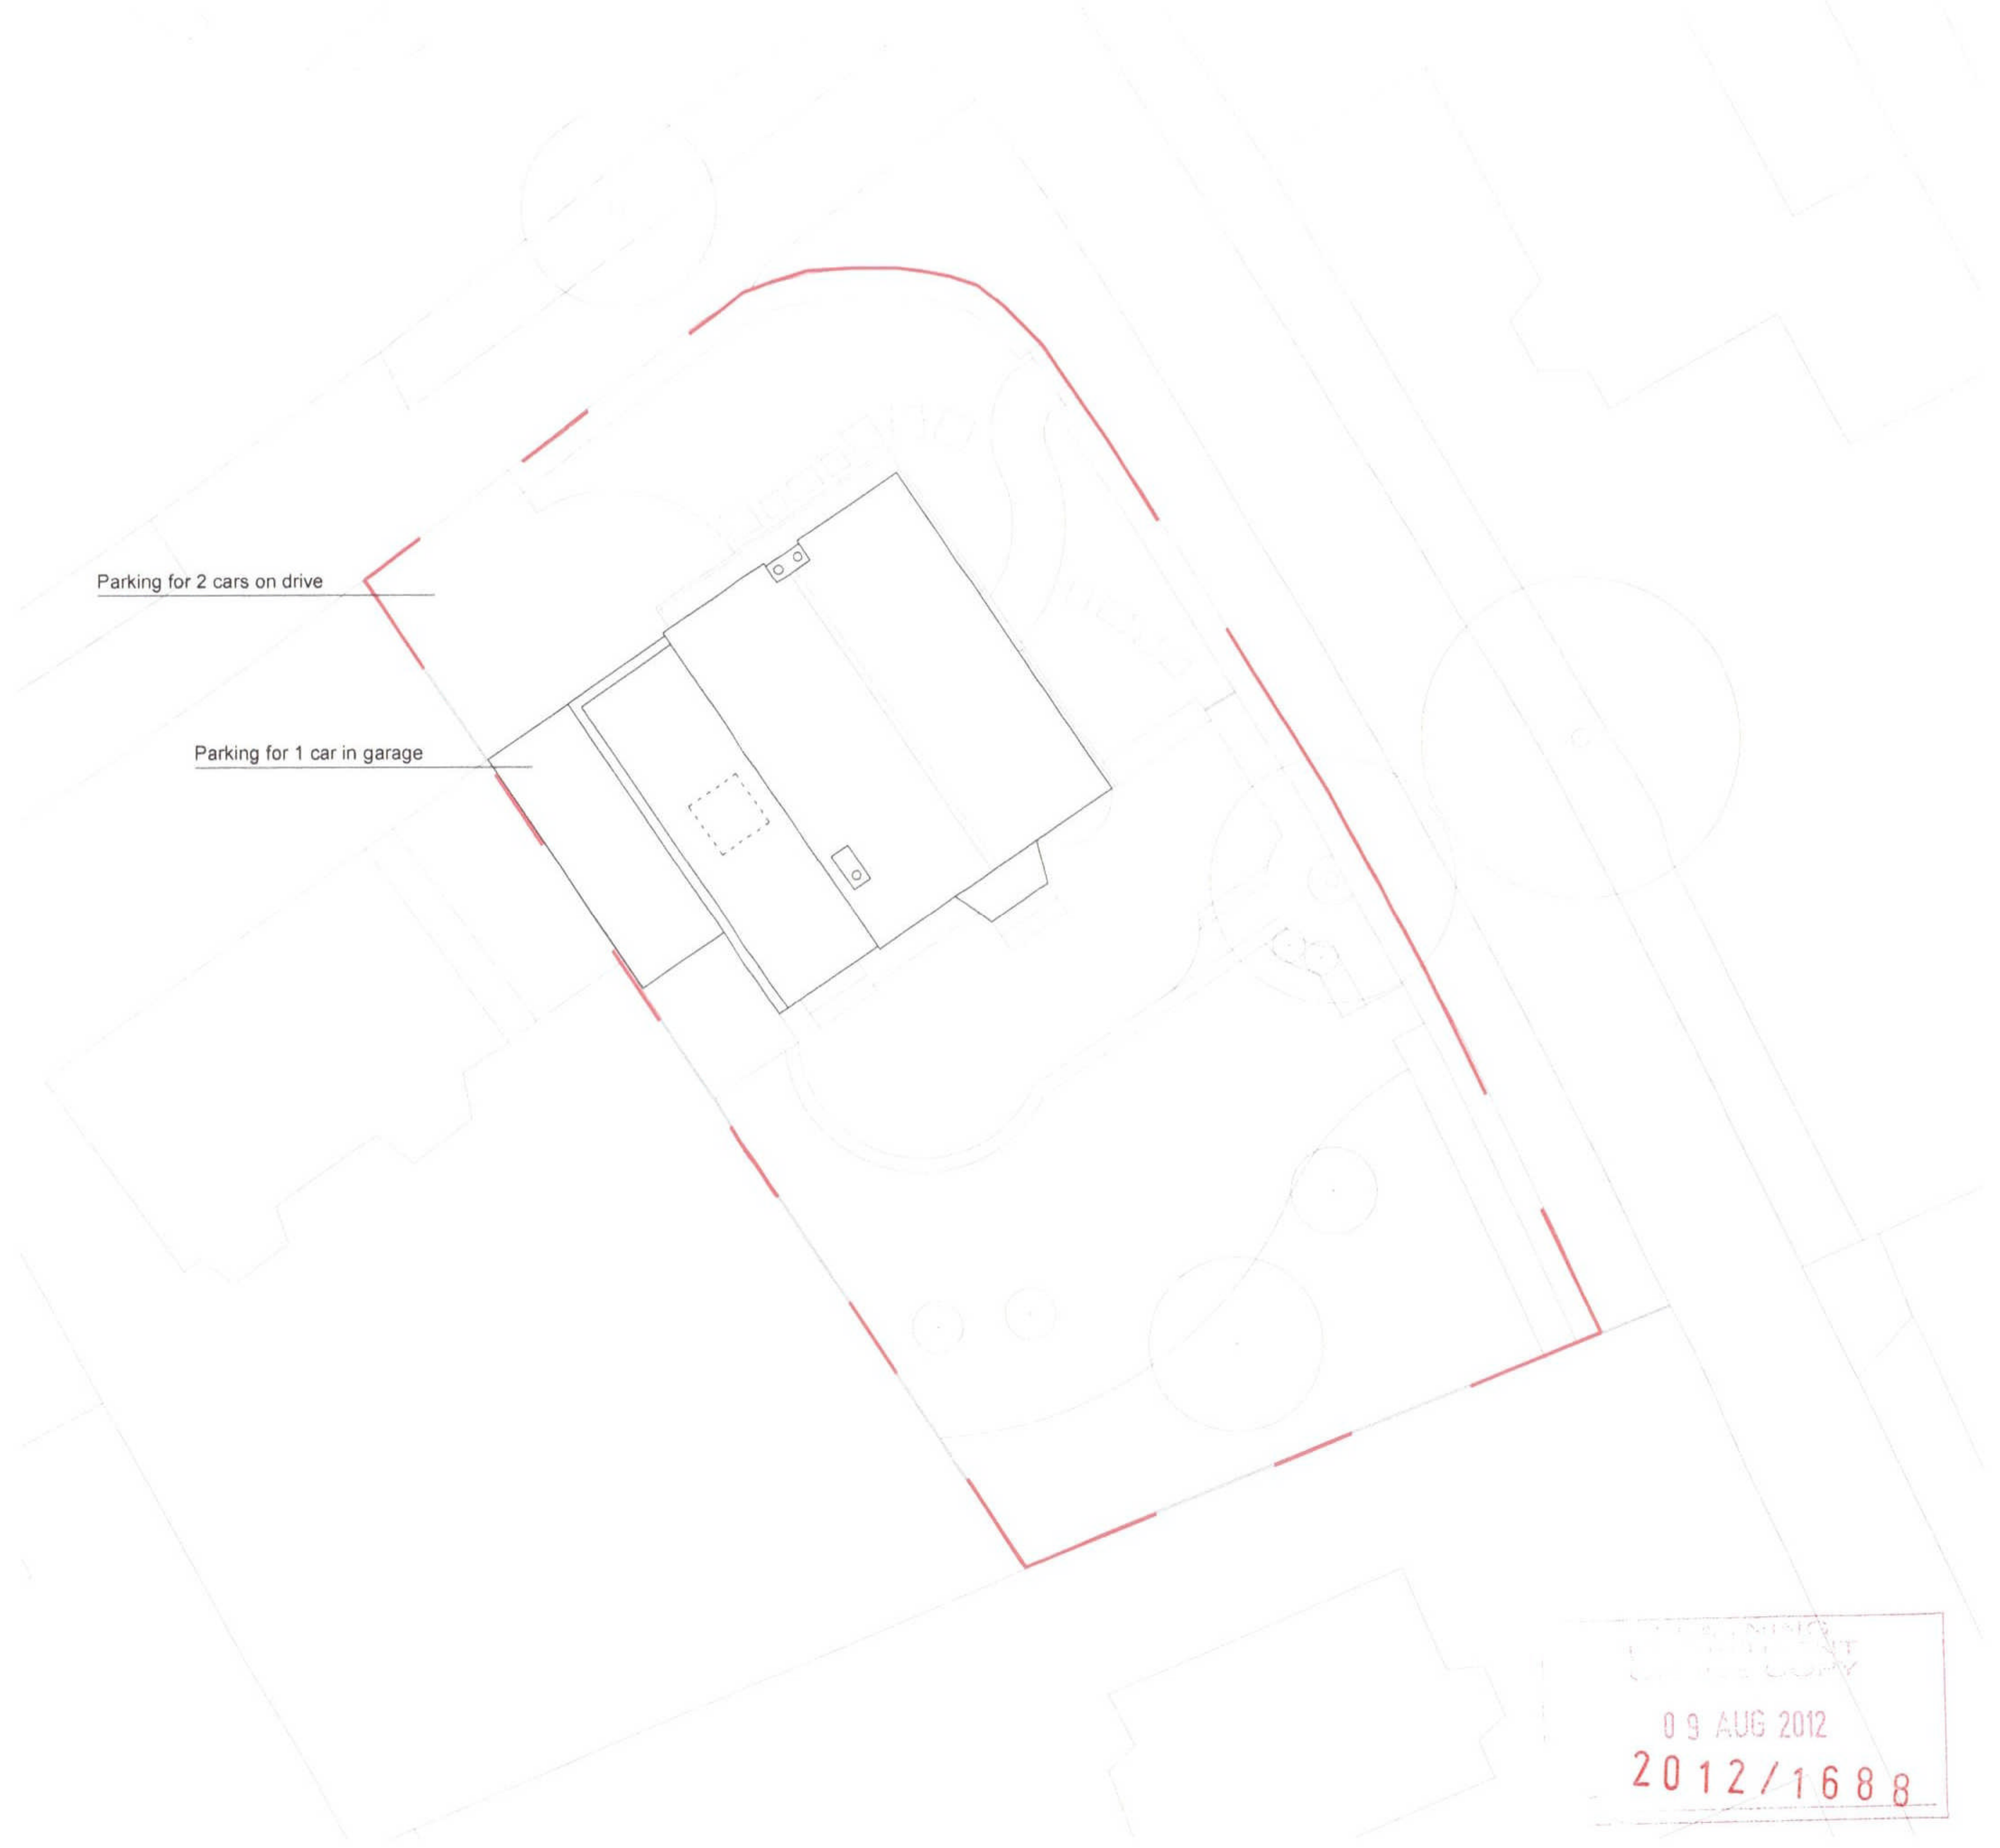 Parking for 2 cars on drive
Parking for 1 car in garage
09 AUG 2012
2012/1688